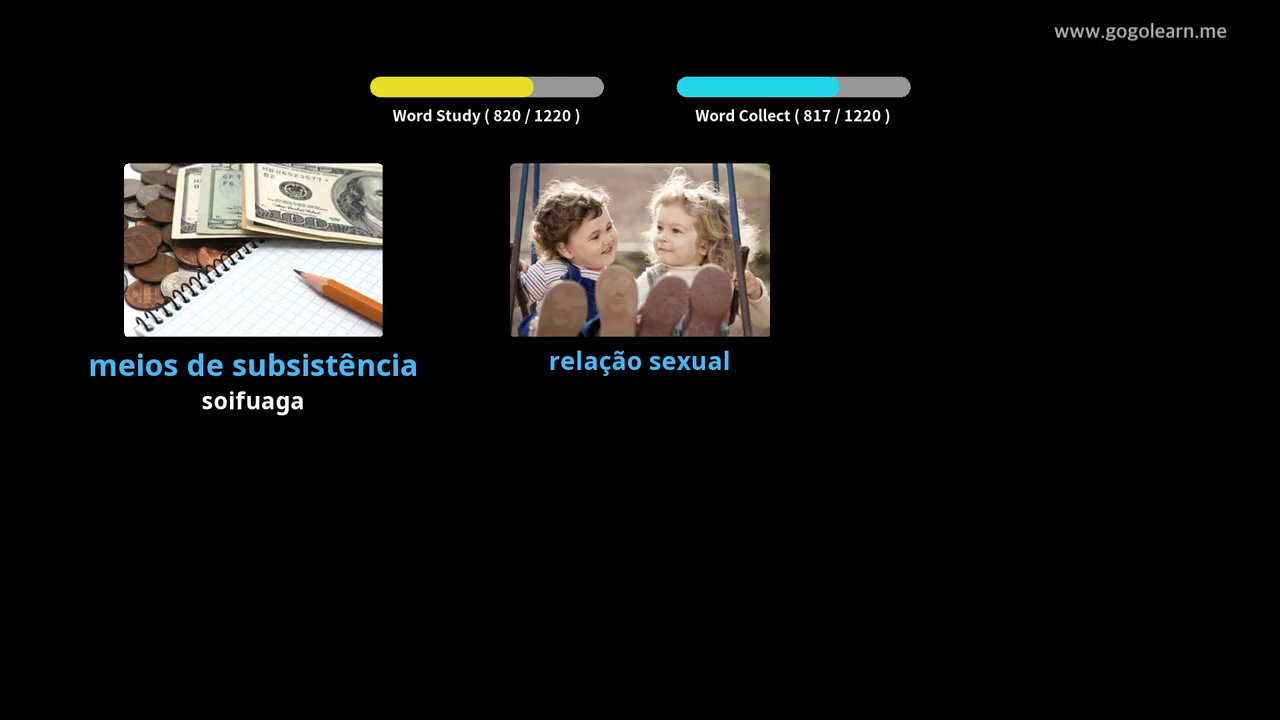 www.gogolearn.me
Word Study ( 820 / 1220 )
Word Collect ( 817 / 1220 )
meios de subsistência
soifuaga
relação sexual